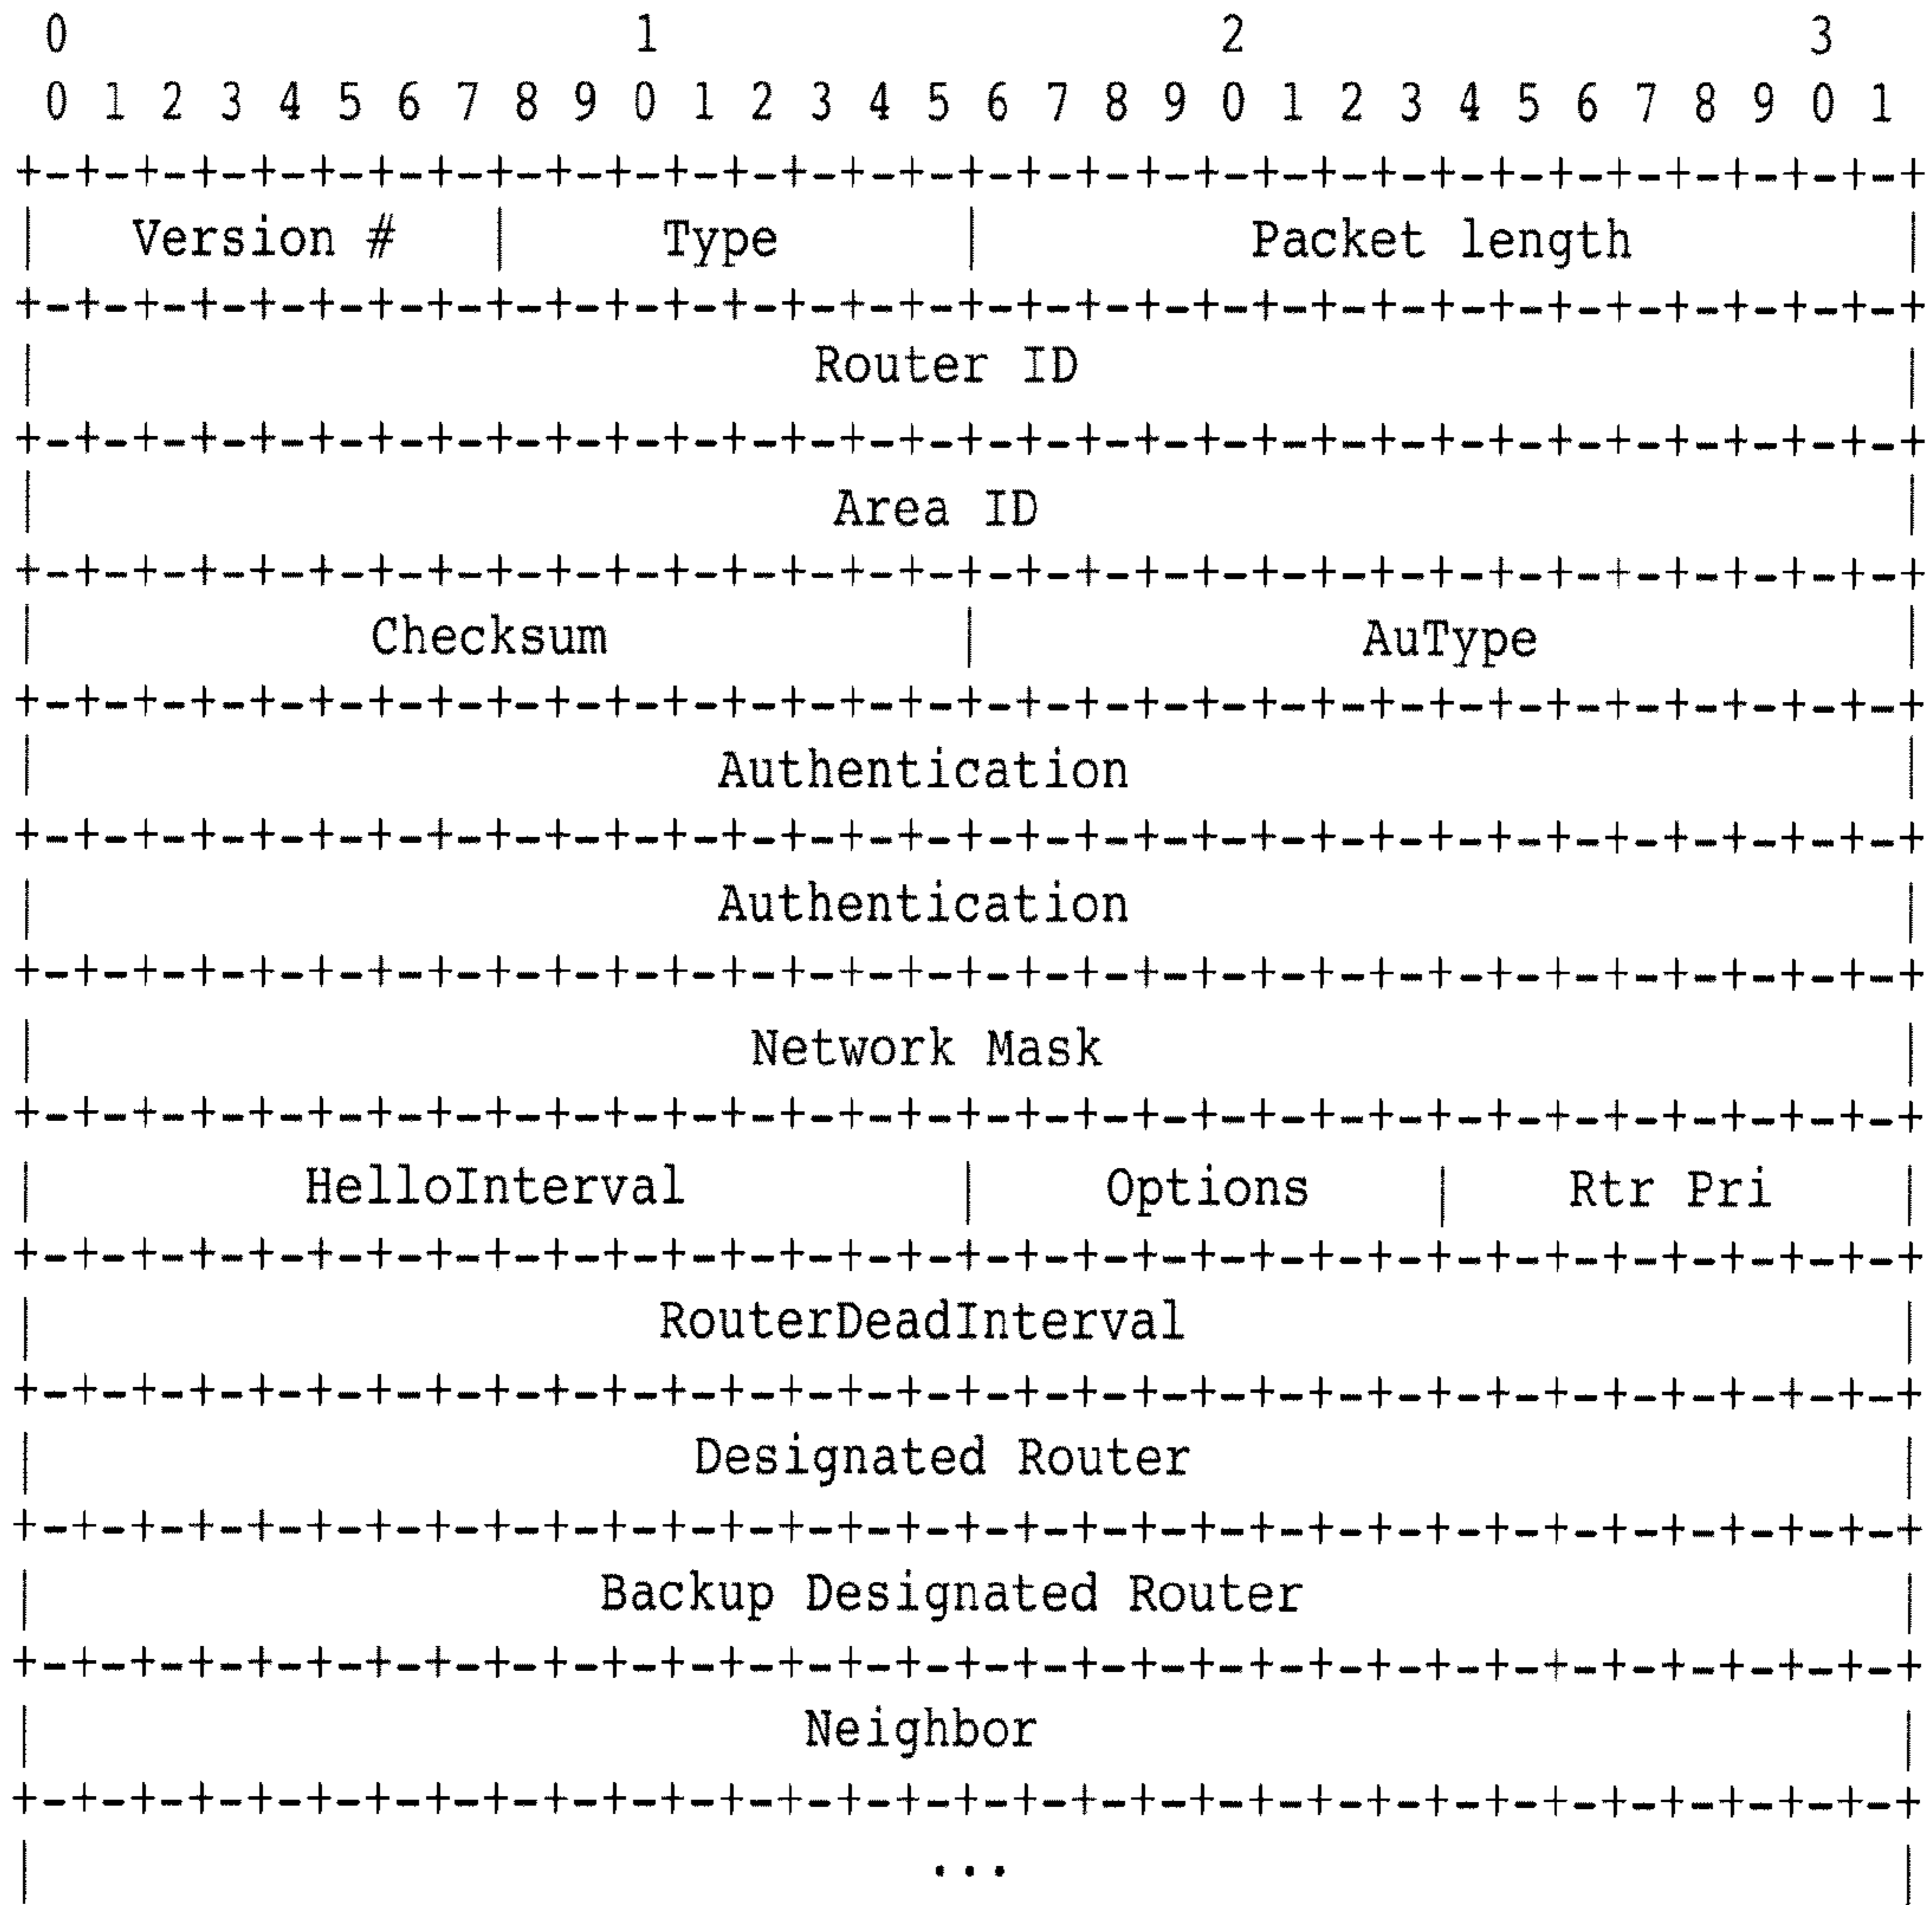 0 1 2 3
0 1 2 3 4 5 6 7 8 9 0 1 2 3 4 5 6 7 8 9 0 1 2 3 4 5 6 7 8 9 0 1
+-+-+-+-+-+-+-+-+-+-+-+-+-+-+-+-+-+-+-+-+-+-+-+-+-+-+-+-+-+-+-+-+
| Version # | Type | Packet length |
+-+-+-+-+-+-+-+-+-+-+-+-+-+-+-+-+-+-+-+-+-+-+-+-+-+-+-+-+-+-+-+-+
| Router ID |
+-+-+-+-+-+-+-+-+-+-+-+-+-+-+-+-+-+-+-+-+-+-+-+-+-+-+-+-+-+-+-+-+
| Area ID |
+-+-+-+-+-+-+-+-+-+-+-+-+-+-+-+-+-+-+-+-+-+-+-+-+-+-+-+-+-+-+-+-+
| Checksum | AuType |
+-+-+-+-+-+-+-+-+-+-+-+-+-+-+-+-+-+-+-+-+-+-+-+-+-+-+-+-+-+-+-+-+
| Authentication |
+-+-+-+-+-+-+-+-+-+-+-+-+-+-+-+-+-+-+-+-+-+-+-+-+-+-+-+-+-+-+-+-+
| Authentication |
+-+-+-+-+-+-+-+-+-+-+-+-+-+-+-+-+-+-+-+-+-+-+-+-+-+-+-+-+-+-+-+-+
| Network Mask |
+-+-+-+-+-+-+-+-+-+-+-+-+-+-+-+-+-+-+-+-+-+-+-+-+-+-+-+-+-+-+-+-+
| HelloInterval | Options | Rtr Pri |
+-+-+-+-+-+-+-+-+-+-+-+-+-+-+-+-+-+-+-+-+-+-+-+-+-+-+-+-+-+-+-+-+
| RouterDeadInterval |
+-+-+-+-+-+-+-+-+-+-+-+-+-+-+-+-+-+-+-+-+-+-+-+-+-+-+-+-+-+-+-+-+
| Designated Router |
+-+-+-+-+-+-+-+-+-+-+-+-+-+-+-+-+-+-+-+-+-+-+-+-+-+-+-+-+-+-+-+-+
| Backup Designated Router |
+-+-+-+-+-+-+-+-+-+-+-+-+-+-+-+-+-+-+-+-+-+-+-+-+-+-+-+-+-+-+-+-+
| Neighbor |
+-+-+-+-+-+-+-+-+-+-+-+-+-+-+-+-+-+-+-+-+-+-+-+-+-+-+-+-+-+-+-+-+
| ... |